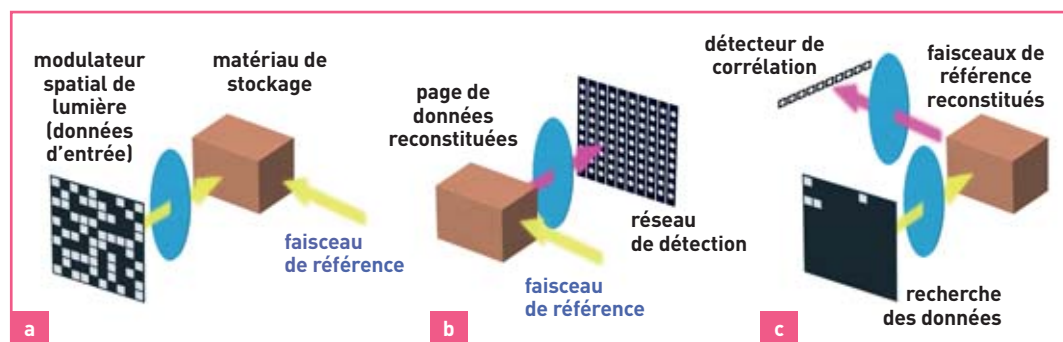 modulateur
spatial de
lumière
(données
d'entrée)
matériau de
stockage
faisceau
de référence
a
page de
données
reconstituées
réseau
de détection
faisceau
de référence
b
détecteur de
corrélation
faisceaux de
référence
reconstitués
recherche
des données
c